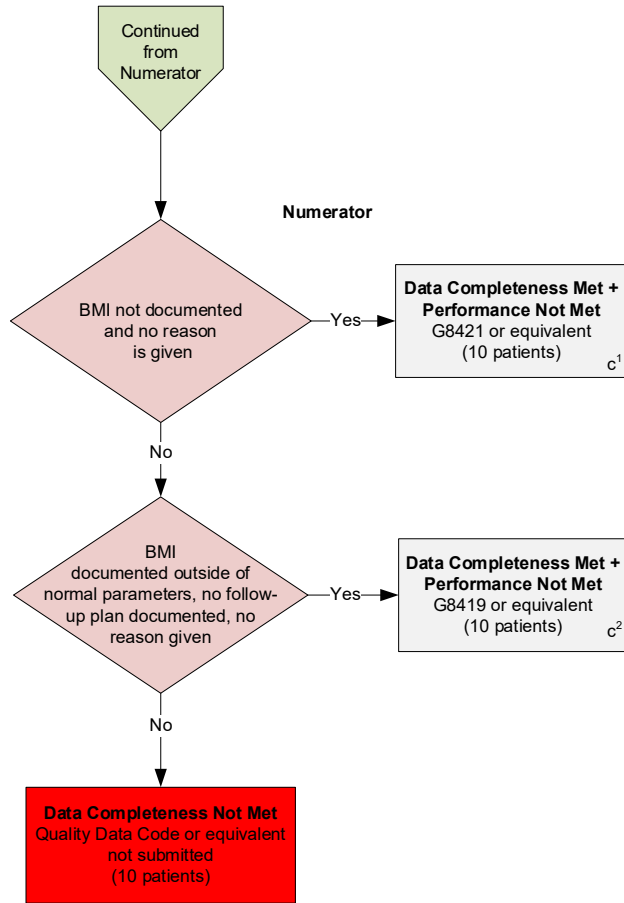 Continued
from
Numerator
Numerator
BMI not documented
and no reason
is given
Yes
Data Completeness Met +
Performance Not Met
G8421 or equivalent
(10 patients)
c¹
No
BMI
documented outside of
normal parameters, no follow-
up plan documented, no
reason given
Yes
Data Completeness Met +
Performance Not Met
G8419 or equivalent
(10 patients)
c²
No
Data Completeness Not Met
Quality Data Code or equivalent
not submitted
(10 patients)